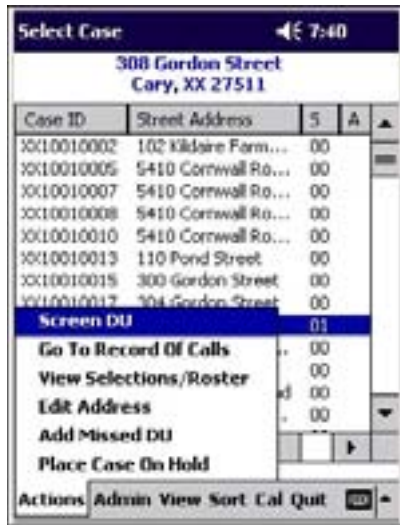 Select Case 7:40
308 Gordon Street
Cary, XX 27511
Case ID Street Address S A
XX10010002 102 Kildaire Farm... 00
XX10010005 5410 Cornwall Ro... 00
XX10010007 5410 Cornwall Ro... 00
XX10010008 5410 Cornwall Ro... 00
XX10010010 5410 Cornwall Ro... 00
XX10010013 110 Pond Street 00
XX10010015 300 Gordon Street 00
XX10010017 304 Gordon Street 00
Screen DU 01
Go To Record Of Calls 00
View Selections/Roster 00
Edit Address 00
Add Missed DU 00
Place Case On Hold
Actions Admin View Sort Cal Quit